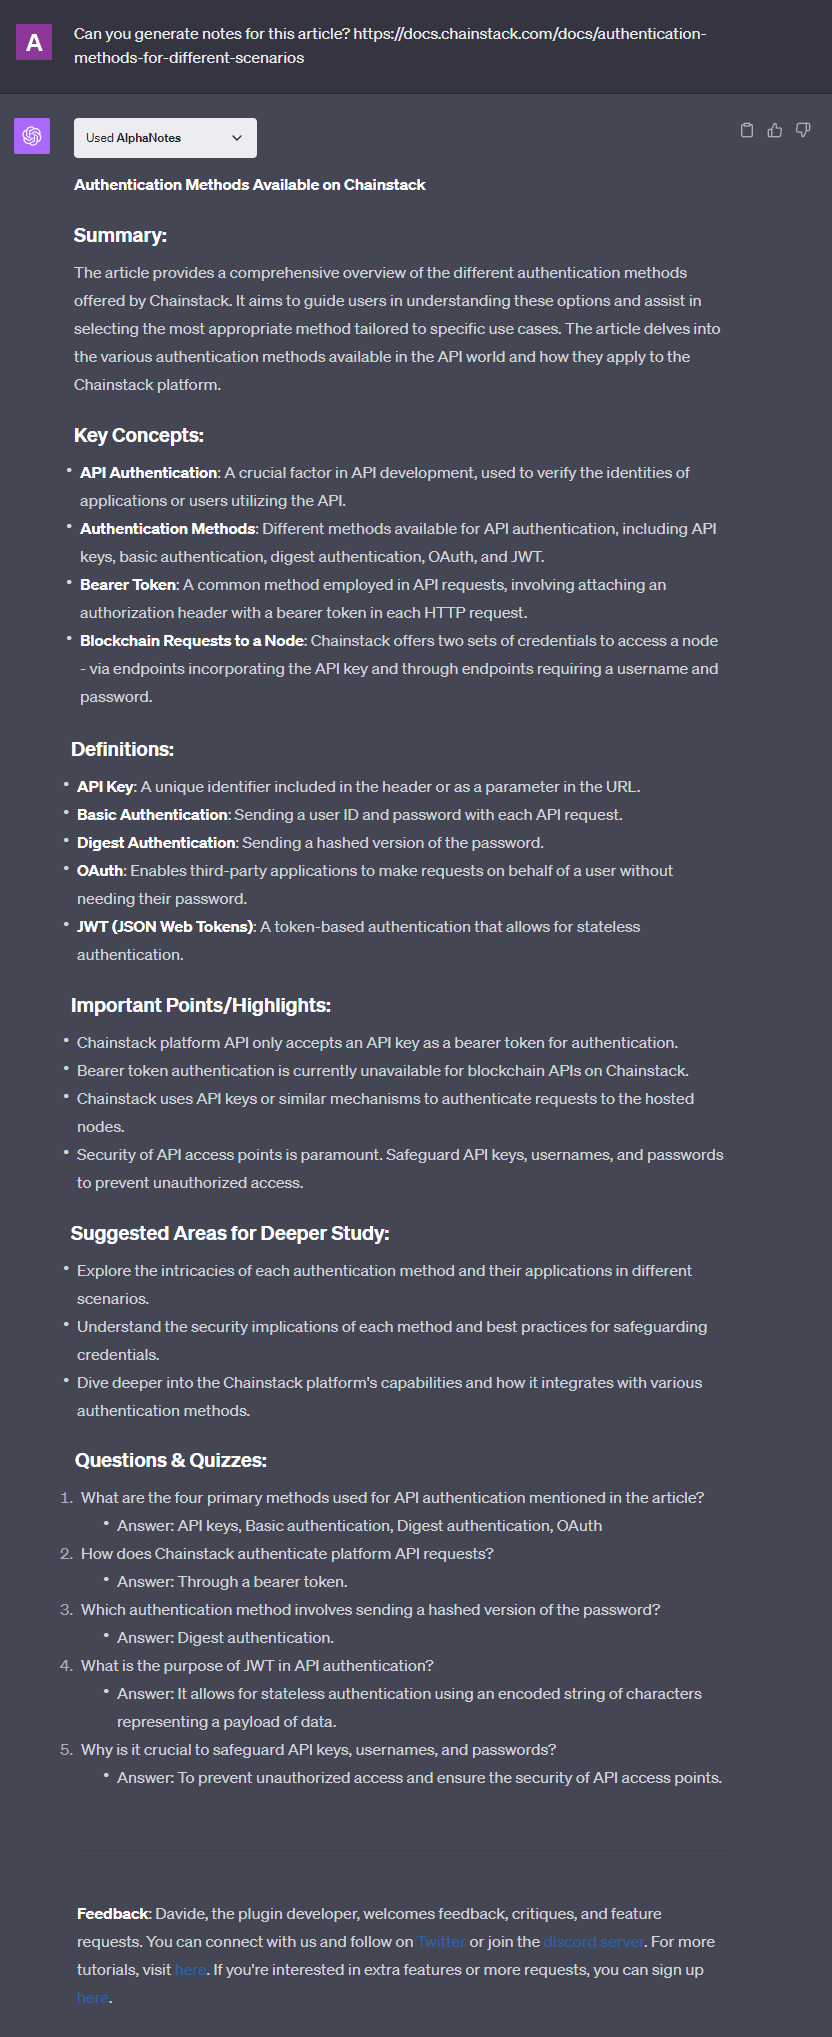 A
Can you generate notes for this article? https://docs.chainstack.com/docs/authentication-
methods-for-different-scenarios
Used AlphaNotes
Authentication Methods Available on Chainstack
Summary:
The article provides a comprehensive overview of the different authentication methods
offered by Chainstack. It aims to guide users in understanding these options and assist in
selecting the most appropriate method tailored to specific use cases. The article delves into
the various authentication methods available in the API world and how they apply to the
Chainstack platform.
Key Concepts:
• API Authentication: A crucial factor in API development, used to verify the identities of
applications or users utilizing the API.
• Authentication Methods: Different methods available for API authentication, including API
keys, basic authentication, digest authentication, OAuth, and JWT.
• Bearer Token: A common method employed in API requests, involving attaching an
authorization header with a bearer token in each HTTP request.
• Blockchain Requests to a Node: Chainstack offers two sets of credentials to access a node
- via endpoints incorporating the API key and through endpoints requiring a username and
password.
Definitions:
• API Key: A unique identifier included in the header or as a parameter in the URL.
• Basic Authentication: Sending a user ID and password with each API request.
• Digest Authentication: Sending a hashed version of the password.
• OAuth: Enables third-party applications to make requests on behalf of a user without
needing their password.
• JWT (JSON Web Tokens): A token-based authentication that allows for stateless
authentication.
Important Points/Highlights:
• Chainstack platform API only accepts an API key as a bearer token for authentication.
• Bearer token authentication is currently unavailable for blockchain APIs on Chainstack.
• Chainstack uses API keys or similar mechanisms to authenticate requests to the hosted
nodes.
• Security of API access points is paramount. Safeguard API keys, usernames, and passwords
to prevent unauthorized access.
Suggested Areas for Deeper Study:
• Explore the intricacies of each authentication method and their applications in different
scenarios.
• Understand the security implications of each method and best practices for safeguarding
credentials.
• Dive deeper into the Chainstack platform's capabilities and how it integrates with various
authentication methods.
Questions & Quizzes:
1. What are the four primary methods used for API authentication mentioned in the article?
• Answer: API keys, Basic authentication, Digest authentication, OAuth
2. How does Chainstack authenticate platform API requests?
• Answer: Through a bearer token.
3. Which authentication method involves sending a hashed version of the password?
• Answer: Digest authentication.
4. What is the purpose of JWT in API authentication?
• Answer: It allows for stateless authentication using an encoded string of characters
representing a payload of data.
5. Why is it crucial to safeguard API keys, usernames, and passwords?
• Answer: To prevent unauthorized access and ensure the security of API access points.
Feedback: Davide, the plugin developer, welcomes feedback, critiques, and feature
requests. You can connect with us and follow on Twitter or join the discord server. For more
tutorials, visit here. If you're interested in extra features or more requests, you can sign up
here.